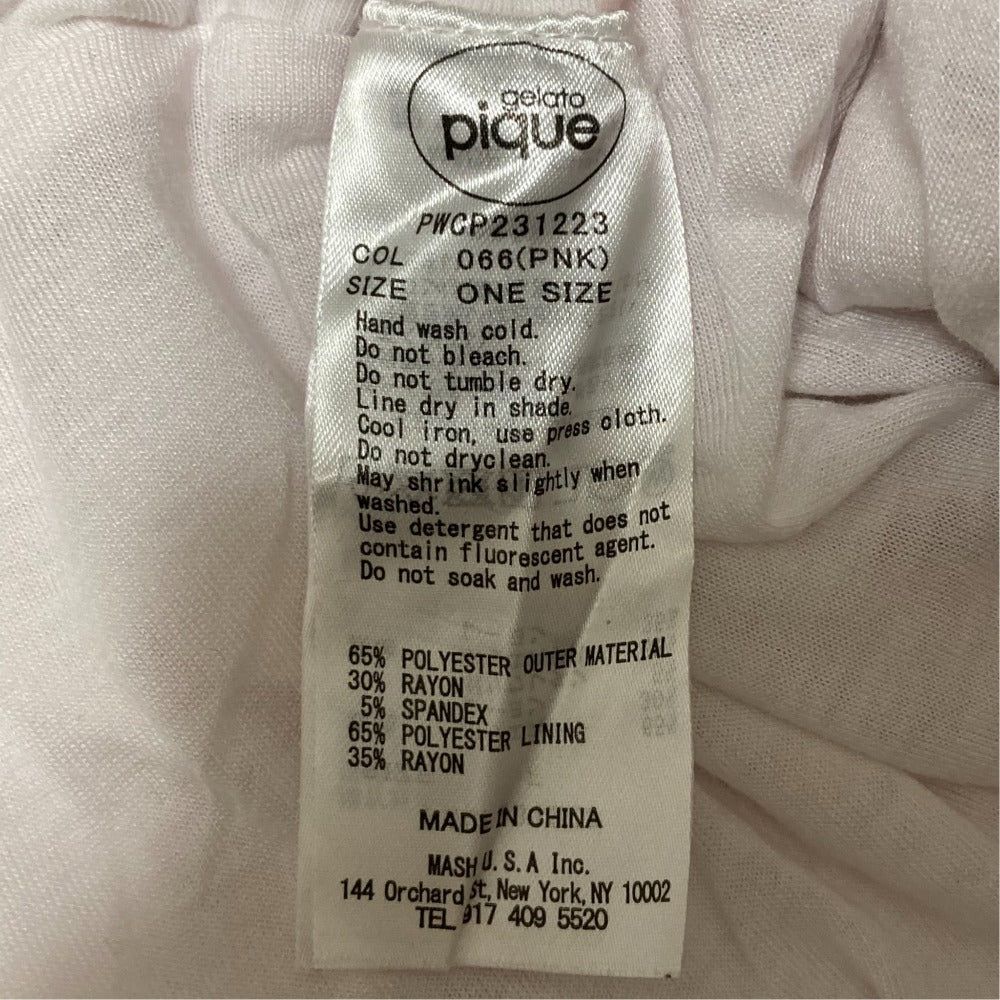 gelato
pique
PWCP231223
COL 066(PNK)
SIZE ONE SIZE
Hand wash cold.
Do not bleach.
Do not tumble dry.
Line dry in shade.
Cool iron, use press cloth.
Do not dryclean.
May shrink slightly when
washed.
Use detergent that does not
contain fluorescent agent.
Do not soak and wash.
65% POLYESTER OUTER MATERIAL
30% RAYON
5% SPANDEX
65% POLYESTER LINING
35% RAYON
MADE IN CHINA
MASH U.S.A Inc.
144 Orchard St, New York, NY 10002
TEL 917 409 5520